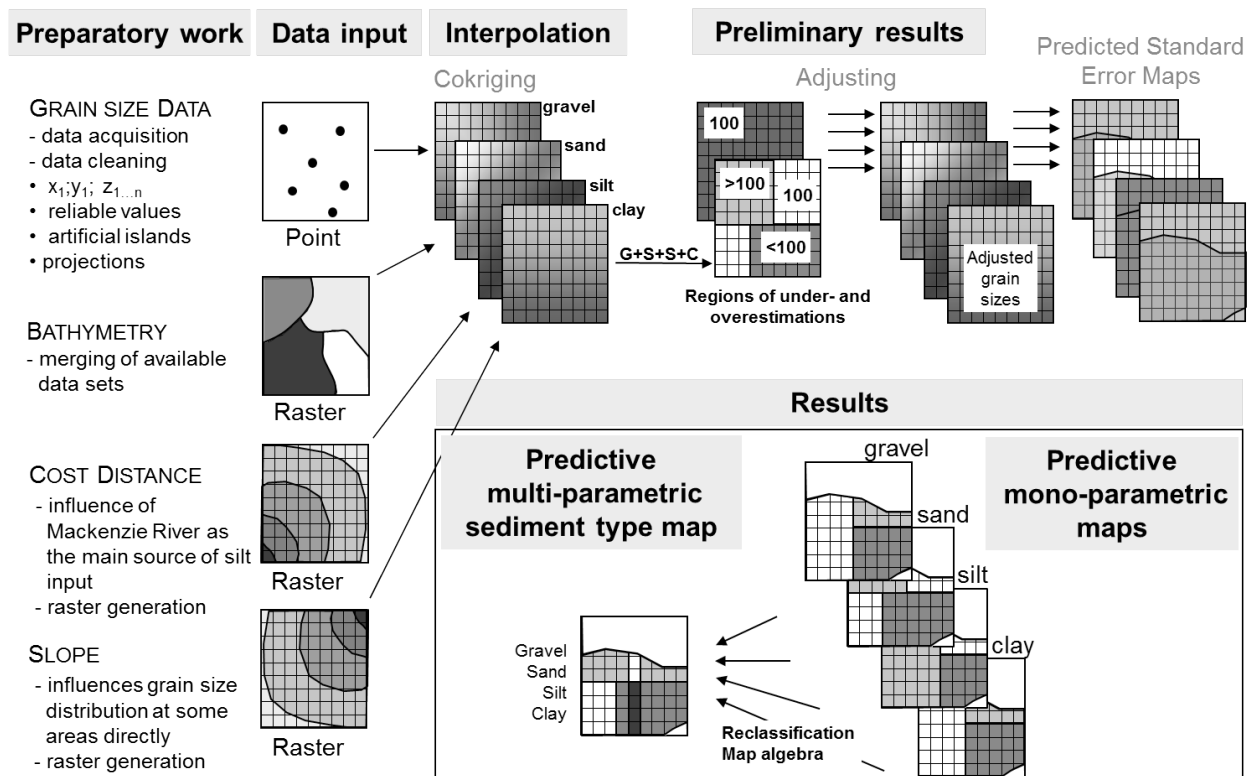 Preparatory work
GRAIN SIZE DATA
- data acquisition
- data cleaning
• x1;y1; z1...n
• reliable values
• artificial islands
• projections
BATHYMETRY
- merging of available
data sets
COST DISTANCE
- influence of
Mackenzie River as
the main source of silt
input
- raster generation
SLOPE
- influences grain size
distribution at some
areas directly
- raster generation
Data input
Point
Raster
Raster
Raster
Interpolation
Cokriging
gravel
sand
silt
clay
G+S+S+C
Preliminary results
Adjusting
100
>100
100
<100
Regions of under- and
overestimations
Adjusted
grain
sizes
Predicted Standard
Error Maps
Results
Predictive
multi-parametric
sediment type map
Gravel
Sand
Silt
Clay
Reclassification
Map algebra
gravel
sand
silt
clay
Predictive
mono-parametric
maps